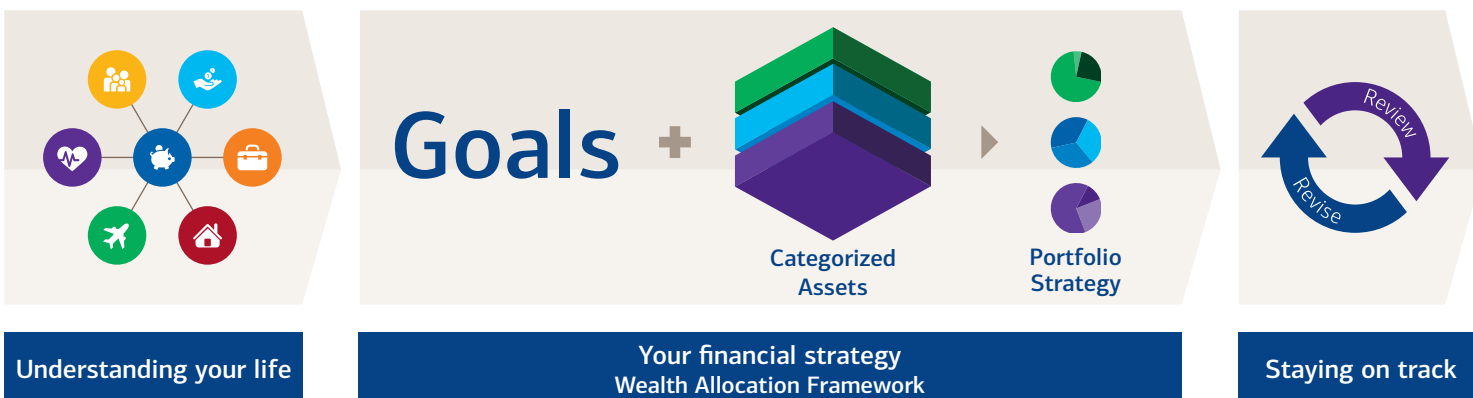 Goals
Categorized
Assets
Portfolio
Strategy
Review
Revise
Understanding your life
Your financial strategy
Wealth Allocation Framework
Staying on track